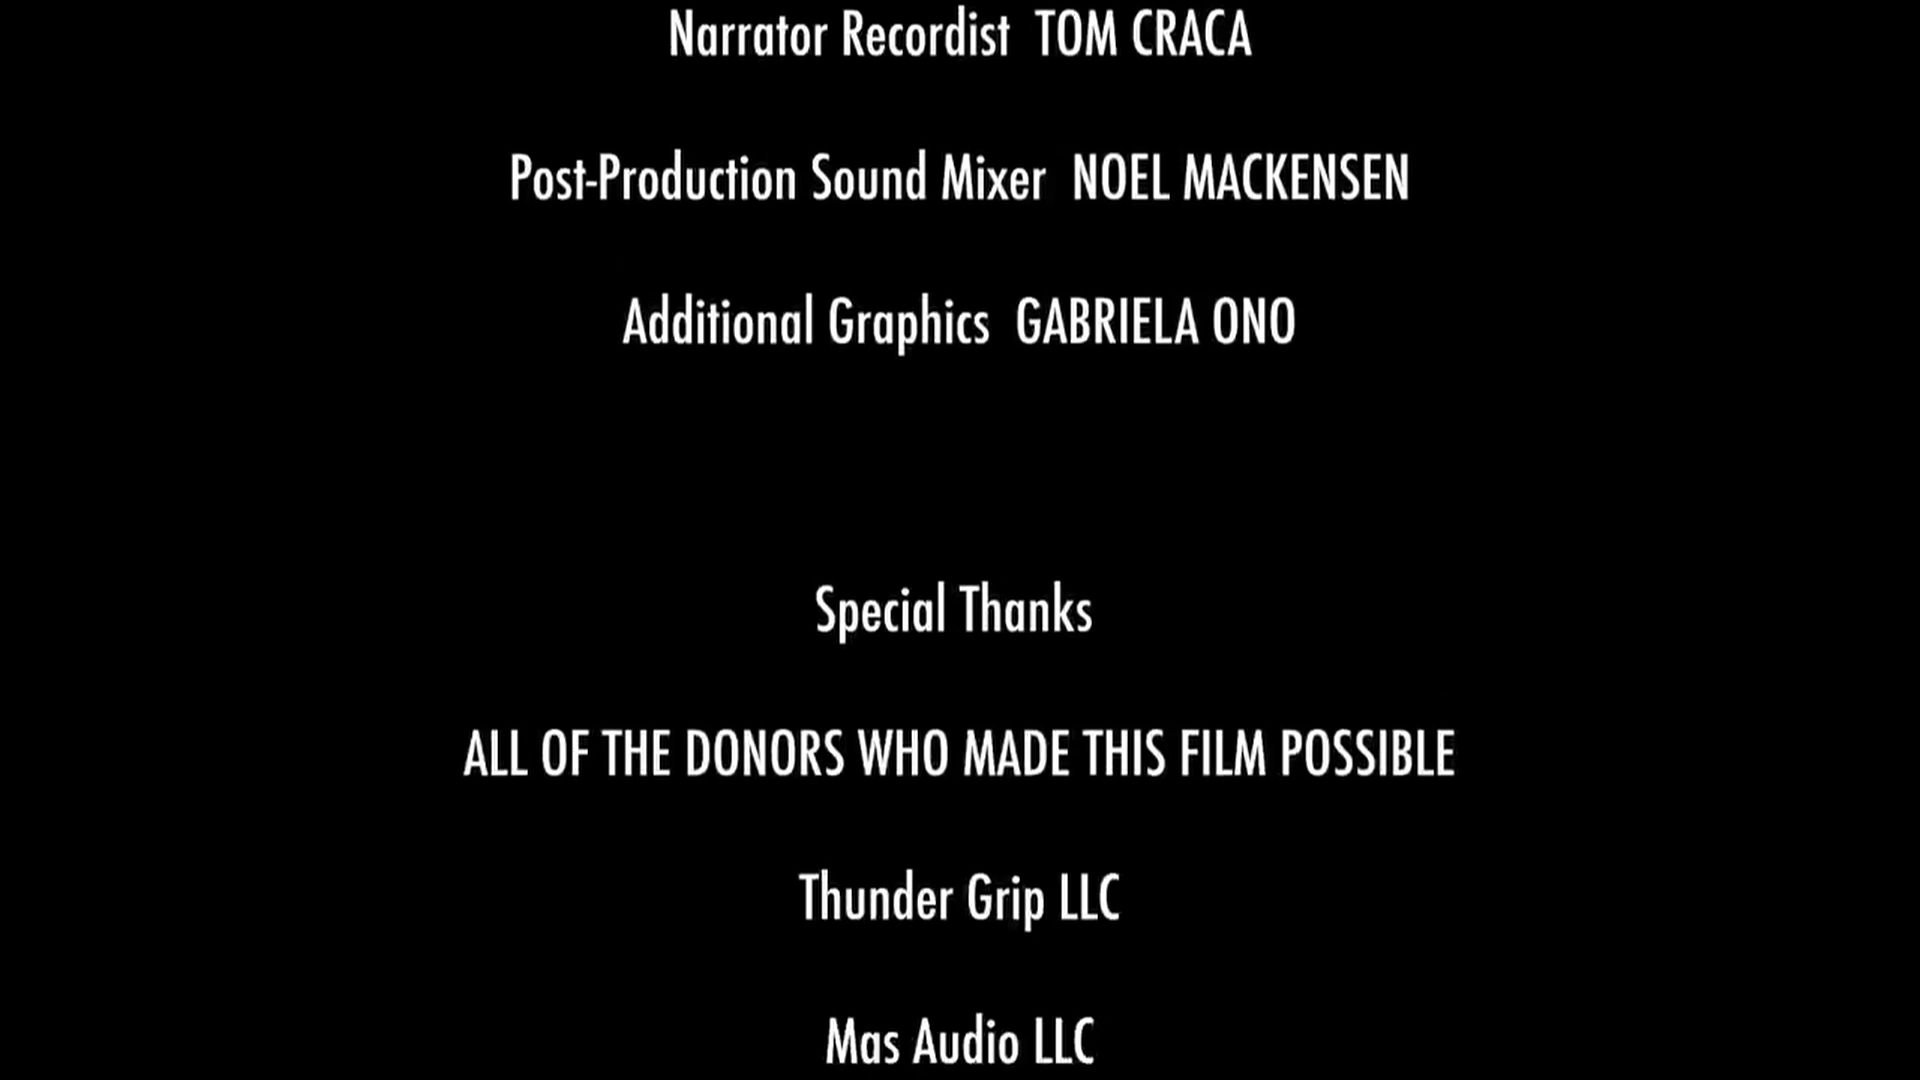 Narrator Recordist TOM CRACA
Post-Production Sound Mixer NOEL MACKENSEN
Additional Graphics GABRIELA ONO
Special Thanks
ALL OF THE DONORS WHO MADE THIS FILM POSSIBLE
Thunder Grip LLC
Mas Audio LLC